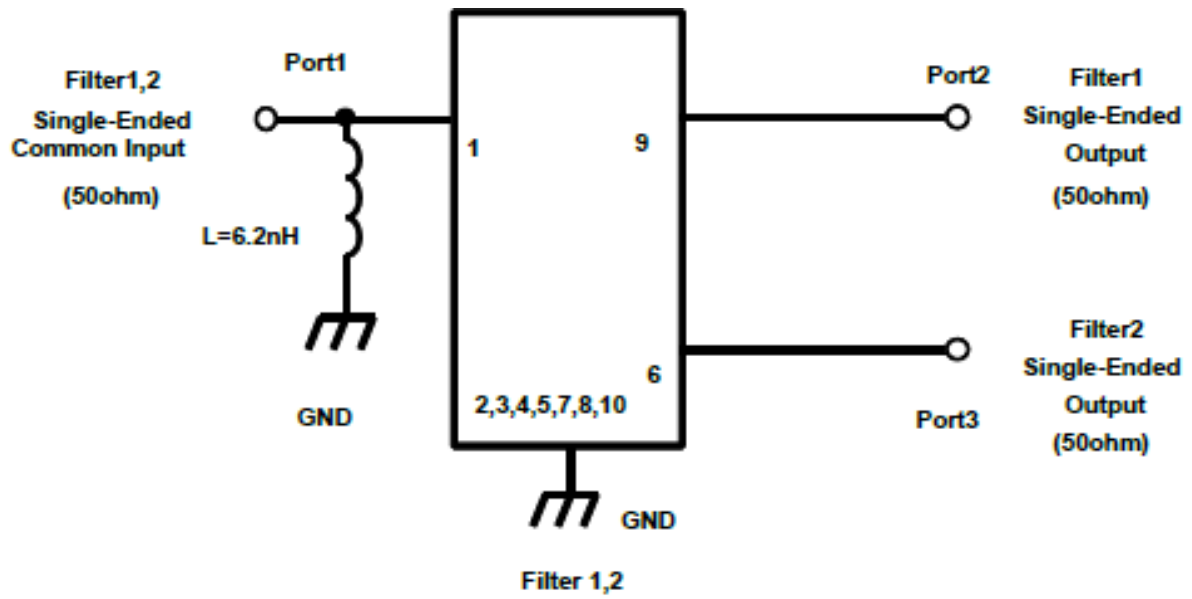 Port1
Filter1,2
Single-Ended
Common Input
(50ohm)
L=6.2nH
GND
1
9
6
2,3,4,5,7,8,10
GND
Filter 1,2
Port2
Filter1
Single-Ended
Output
(50ohm)
Port3
Filter2
Single-Ended
Output
(50ohm)